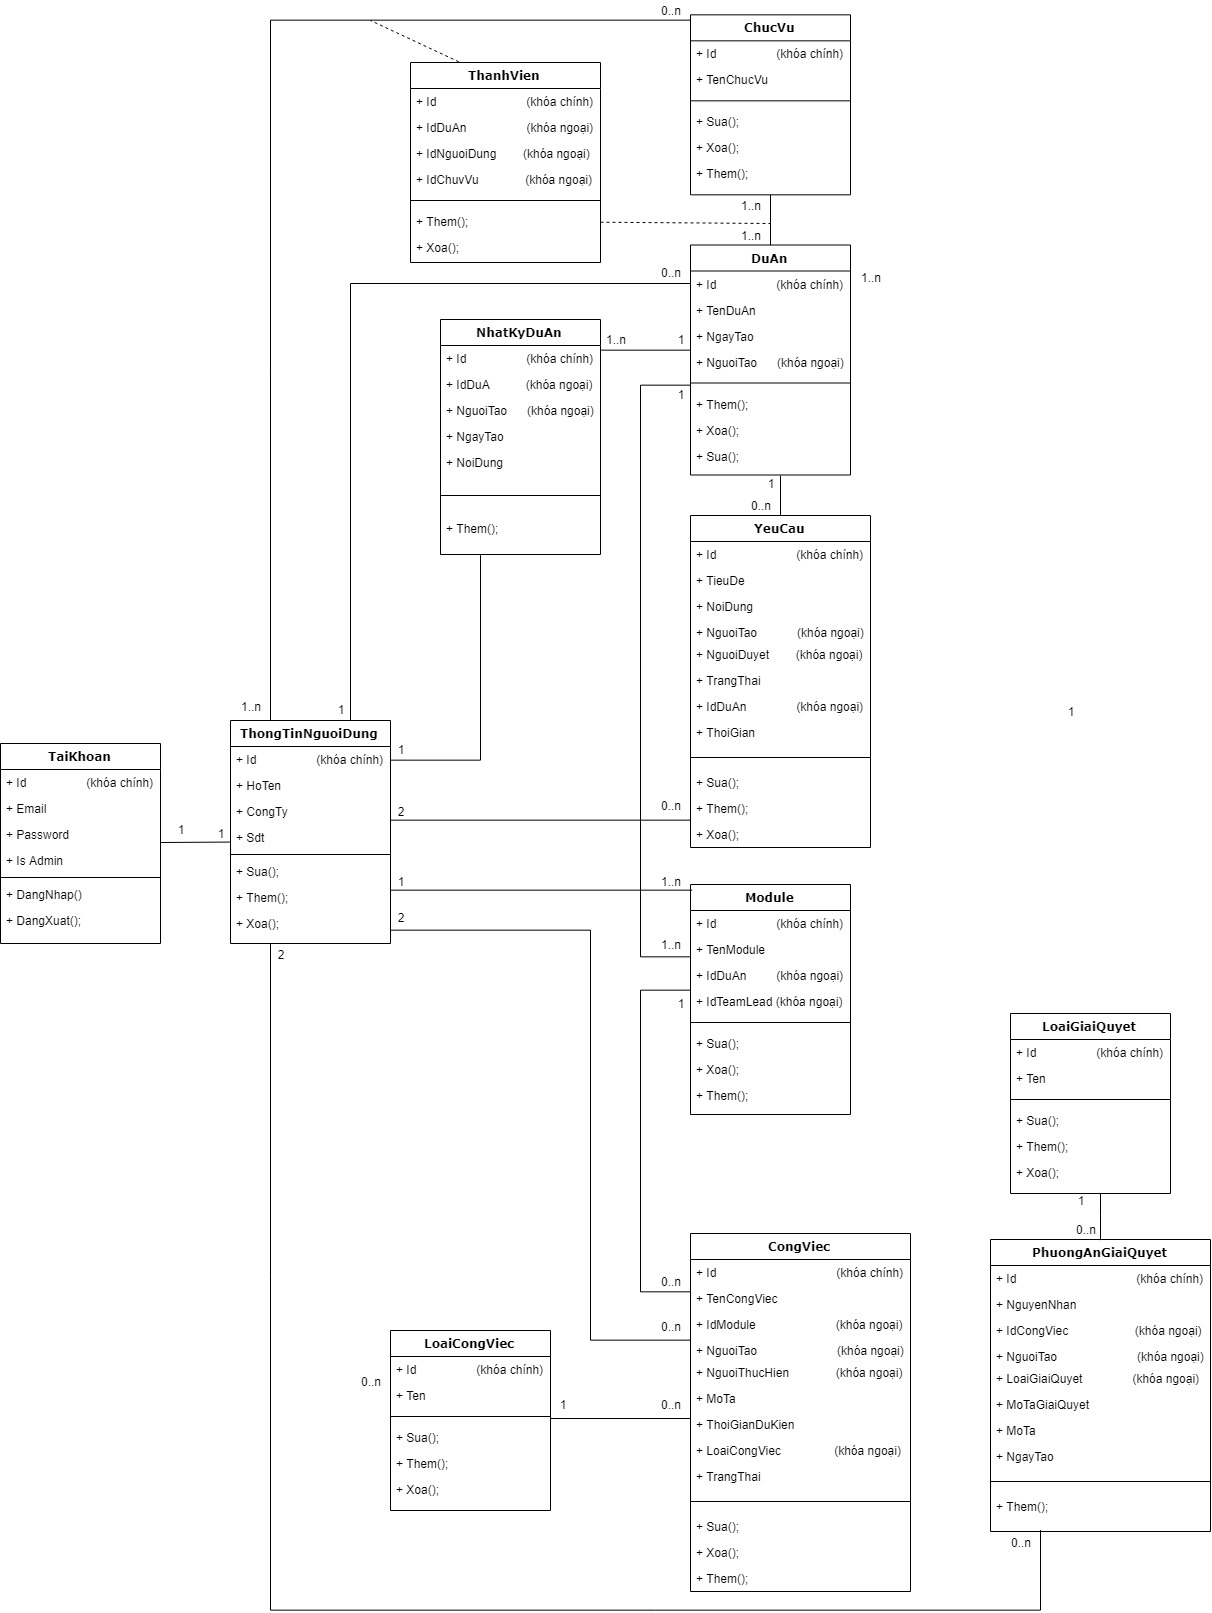 0..n
ChucVu
+ Id (khóa chính)
+ TenChucVu
+ Sua();
+ Xoa();
+ Them();
1..n
ThanhVien
+ Id (khóa chính)
+ IdDuAn (khóa ngoại)
+ IdNguoiDung (khóa ngoại)
+ IdChuvVu (khóa ngoại)
+ Them();
+ Xoa();
1..n
0..n
DuAn
1..n
+ Id (khóa chính)
+ TenDuAn
+ NgayTao
+ NguoiTao (khóa ngoại)
+ Them();
+ Xoa();
+ Sua();
1..n
1
1
1
NhatKyDuAn
+ Id (khóa chính)
+ IdDuA (khóa ngoại)
+ NguoiTao (khóa ngoại)
+ NgayTao
+ NoiDung
+ Them();
0..n
YeuCau
+ Id (khóa chính)
+ TieuDe
+ NoiDung
+ NguoiTao (khóa ngoại)
+ NguoiDuyet (khóa ngoại)
+ TrangThai
+ IdDuAn (khóa ngoại)
+ ThoiGian
+ Sua();
+ Them();
+ Xoa();
1
1..n
1
ThongTinNguoiDung
+ Id (khóa chính)
+ HoTen
+ CongTy
+ Sdt
+ Sua();
+ Them();
+ Xoa();
1
2
0..n
1
1..n
2
2
TaiKhoan
+ Id (khóa chính)
+ Email
+ Password
+ Is Admin
+ DangNhap()
+ DangXuat();
1
1
Module
+ Id (khóa chính)
+ TenModule
+ IdDuAn (khóa ngoại)
+ IdTeamLead (khóa ngoại)
+ Sua();
+ Xoa();
+ Them();
1..n
1
LoaiGiaiQuyet
+ Id (khóa chính)
+ Ten
+ Sua();
+ Them();
+ Xoa();
1
0..n
PhuongAnGiaiQuyet
+ Id (khóa chính)
+ NguyenNhan
+ IdCongViec (khóa ngoại)
+ NguoiTao (khóa ngoại)
+ LoaiGiaiQuyet (khóa ngoại)
+ MoTaGiaiQuyet
+ MoTa
+ NgayTao
+ Them();
0..n
CongViec
+ Id (khóa chính)
+ TenCongViec
+ IdModule (khóa ngoại)
+ NguoiTao (khóa ngoại)
+ NguoiThucHien (khóa ngoại)
+ MoTa
+ ThoiGianDuKien
+ LoaiCongViec (khóa ngoại)
+ TrangThai
+ Sua();
+ Xoa();
+ Them();
0..n
0..n
0..n
1
LoaiCongViec
+ Id (khóa chính)
+ Ten
+ Sua();
+ Them();
+ Xoa();
0..n